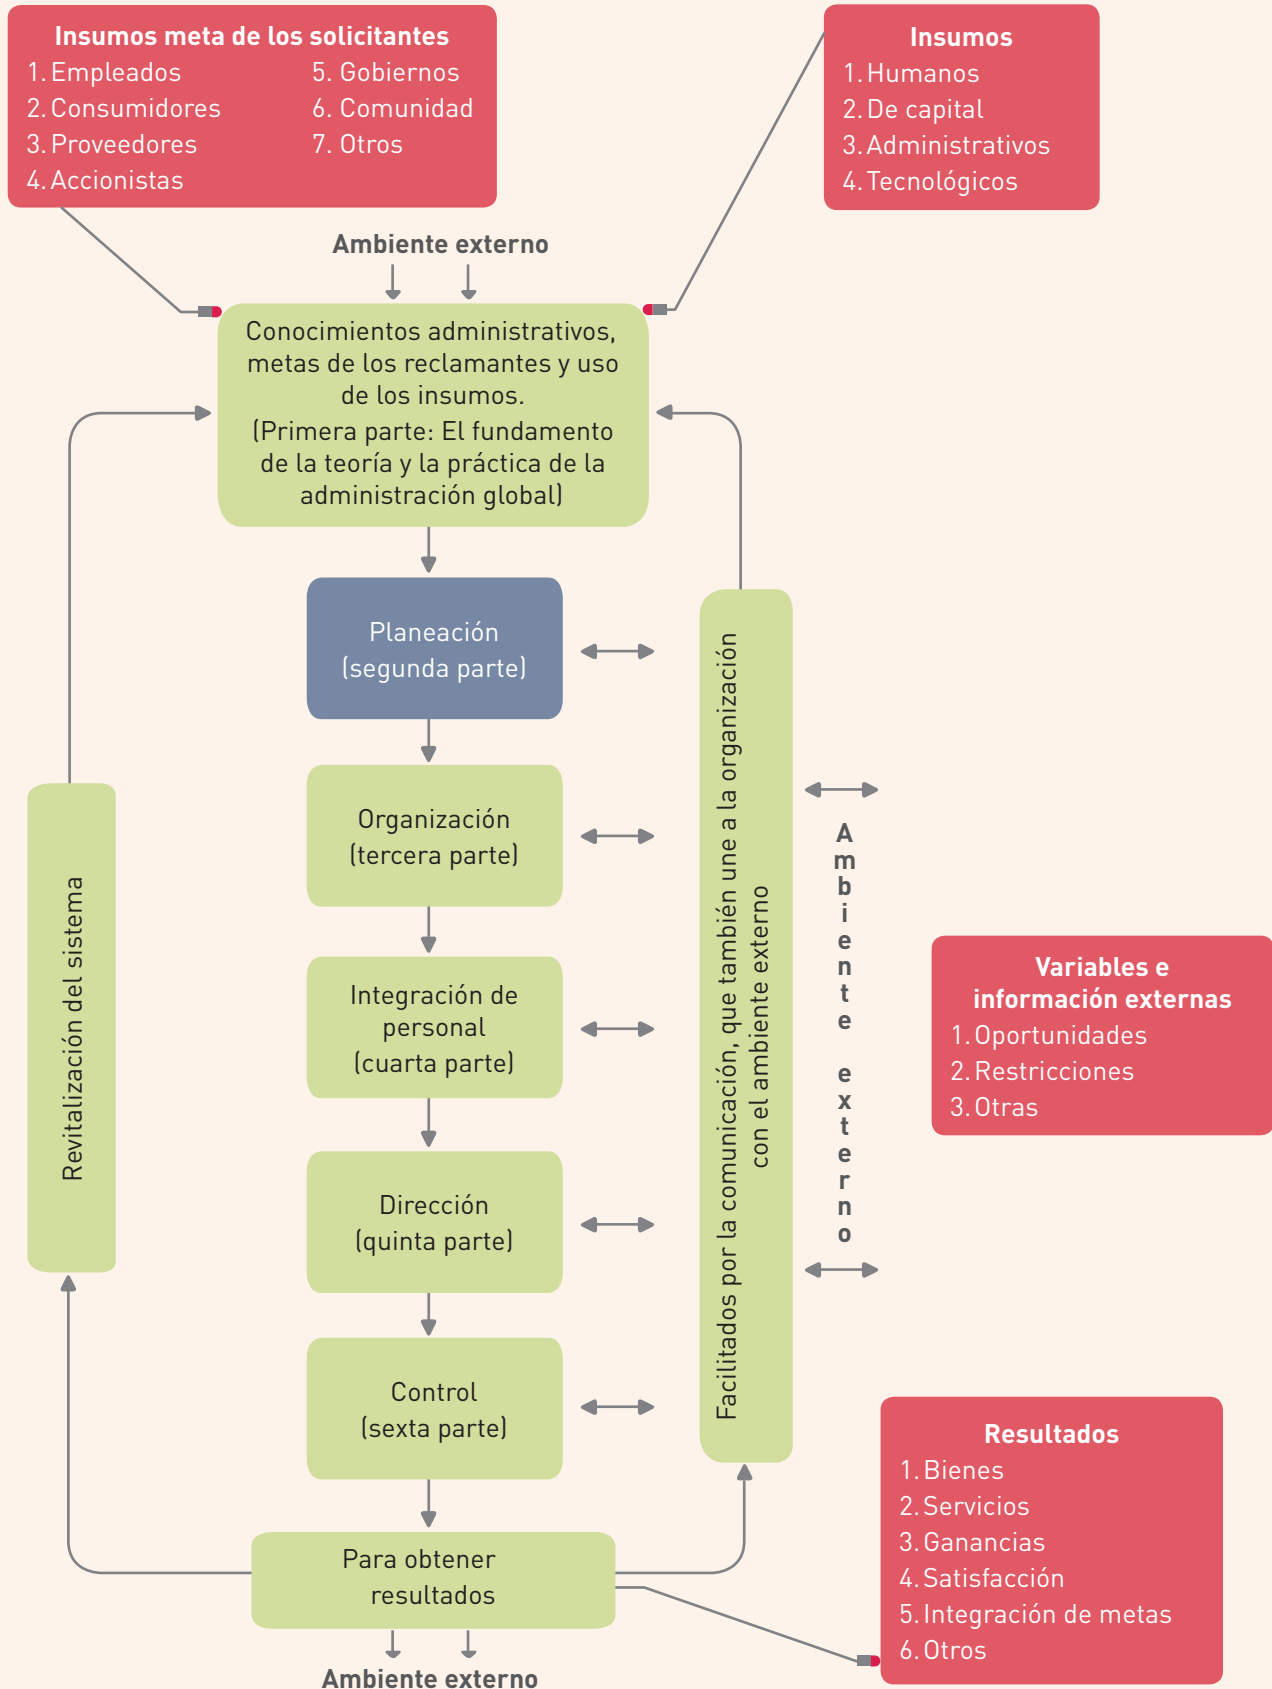 Insumos meta de los solicitantes
1. Empleados
2. Consumidores
3. Proveedores
4. Accionistas
5. Gobiernos
6. Comunidad
7. Otros
Insumos
1. Humanos
2. De capital
3. Administrativos
4. Tecnológicos
Ambiente externo
Conocimientos administrativos,
metas de los reclamantes y uso
de los insumos.
(Primera parte: El fundamento
de la teoría y la práctica de la
administración global)
Planeación
(segunda parte)
Organización
(tercera parte)
Integración de
personal
(cuarta parte)
Dirección
(quinta parte)
Control
(sexta parte)
Para obtener
resultados
Ambiente externo
Revitalización del sistema
Facilitados por la comunicación, que también une a la organización
con el ambiente externo
Ambiente externo
Variables e
información externas
1. Oportunidades
2. Restricciones
3. Otras
Resultados
1. Bienes
2. Servicios
3. Ganancias
4. Satisfacción
5. Integración de metas
6. Otros